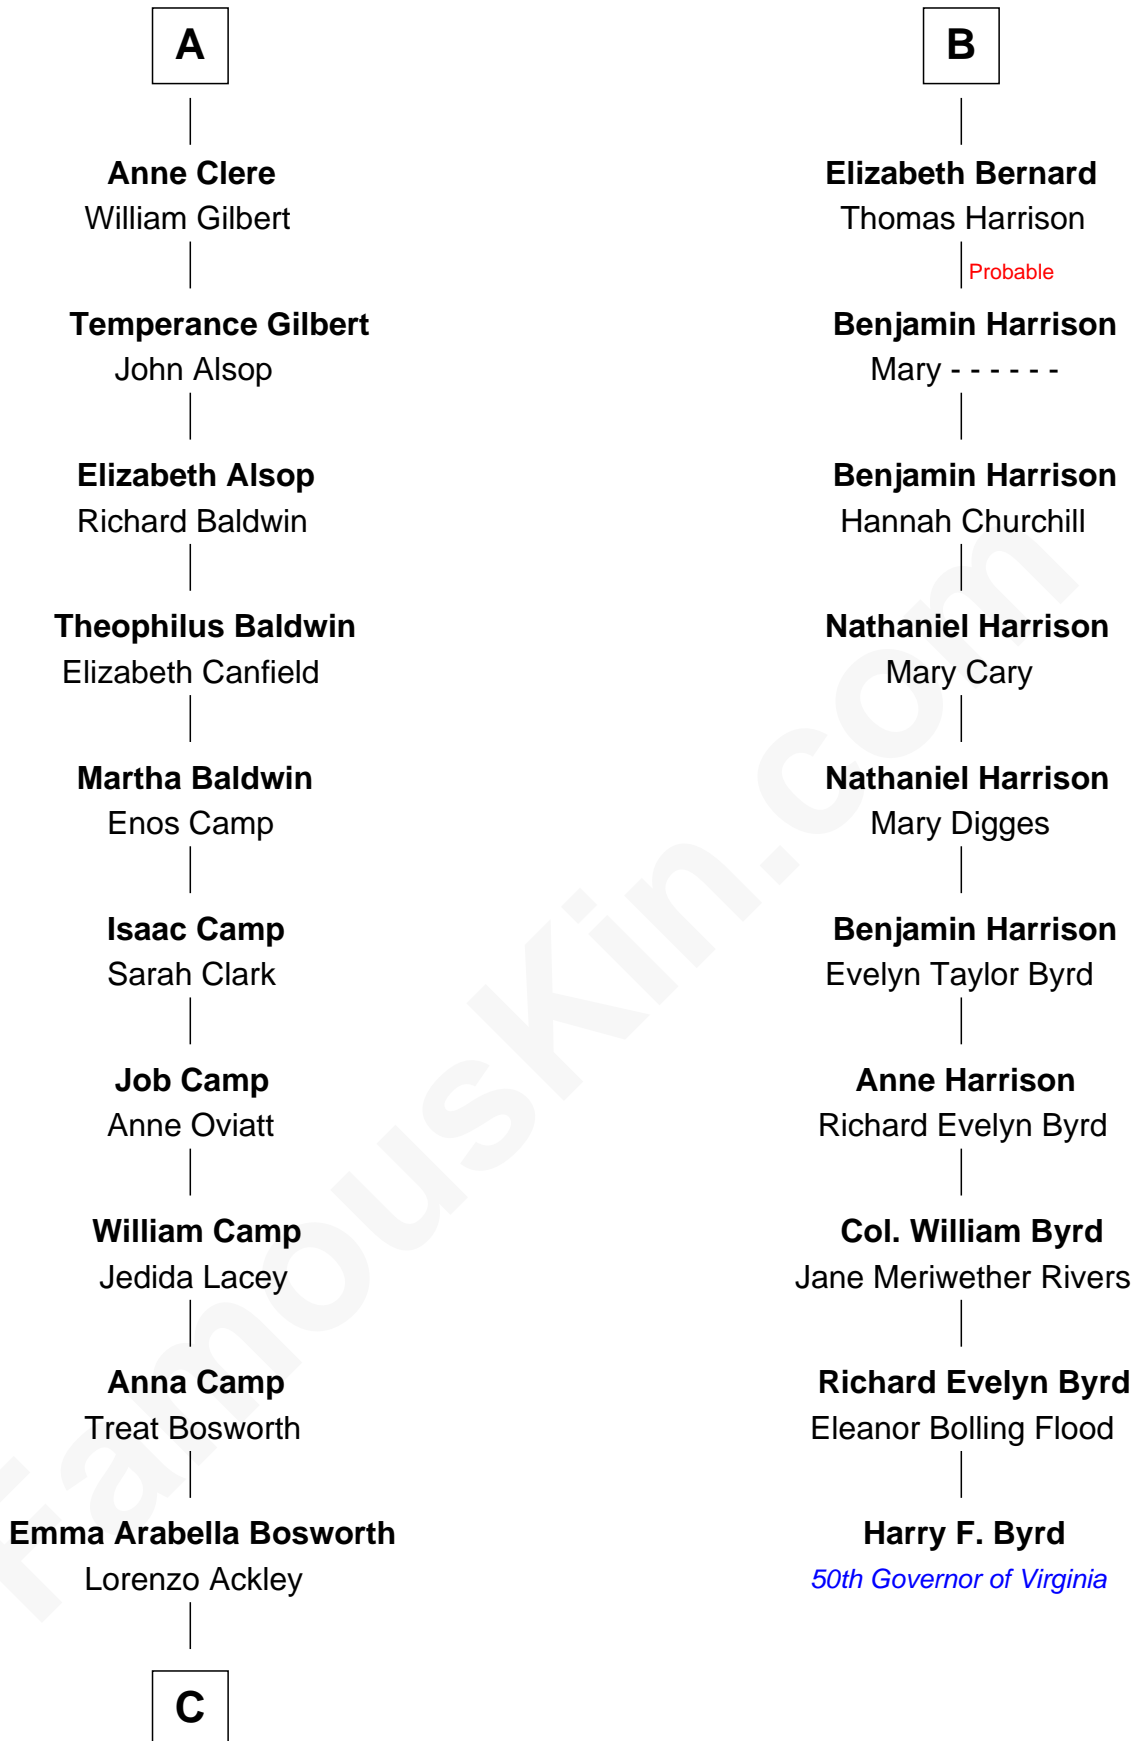 A
Anne Clere
William Gilbert
Temperance Gilbert
John Alsop
Elizabeth Alsop
Richard Baldwin
Theophilus Baldwin
Elizabeth Canfield
Martha Baldwin
Enos Camp
Isaac Camp
Sarah Clark
Job Camp
Anne Oviatt
William Camp
Jedida Lacey
Anna Camp
Treat Bosworth
Emma Arabella Bosworth
Lorenzo Ackley
C
B
Elizabeth Bernard
Thomas Harrison
Probable
Benjamin Harrison
Mary - - - - - -
Benjamin Harrison
Hannah Churchill
Nathaniel Harrison
Mary Cary
Nathaniel Harrison
Mary Digges
Benjamin Harrison
Evelyn Taylor Byrd
Anne Harrison
Richard Evelyn Byrd
Col. William Byrd
Jane Meriwether Rivers
Richard Evelyn Byrd
Eleanor Bolling Flood
Harry F. Byrd
50th Governor of Virginia
FamousKin.com